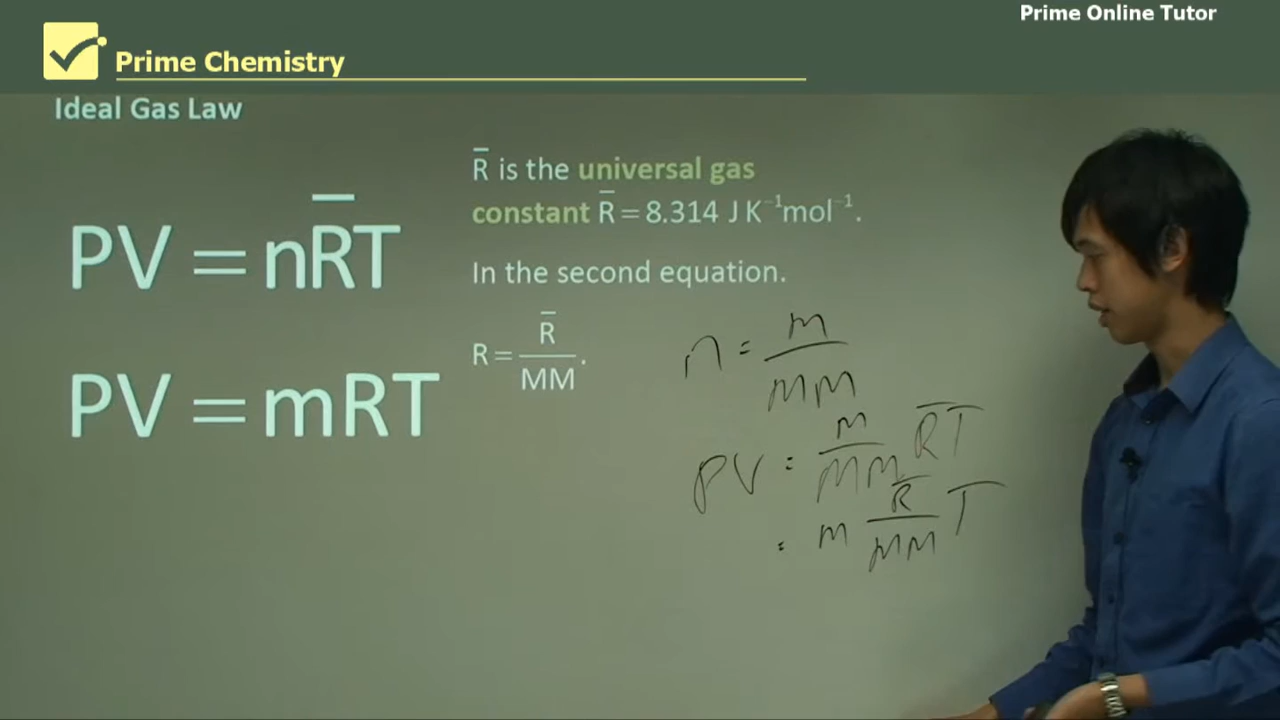 Prime Online Tutor
Prime Chemistry
Ideal Gas Law
PV = nR̅T
PV = mRT
R̅ is the universal gas
constant R̅ = 8.314 J K⁻¹mol⁻¹.
In the second equation.
R = R̅/MM.
n = m/MM
PV = m/MM R̅T
= m R̅/MM T